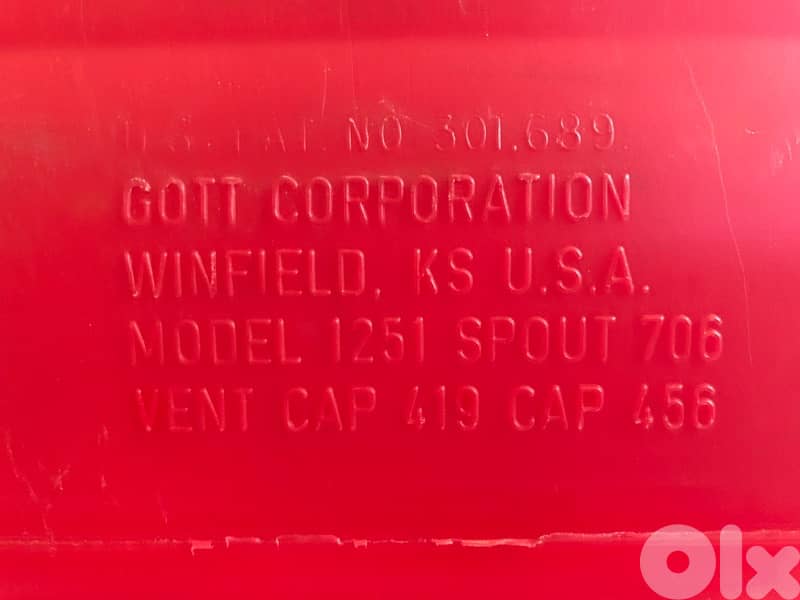 U.S. PAT. NO 301,689.
GOTT CORPORATION
WINFIELD, KS U.S.A.
MODEL 1251 SPOUT 706
VENT CAP 419 CAP 456
Olx